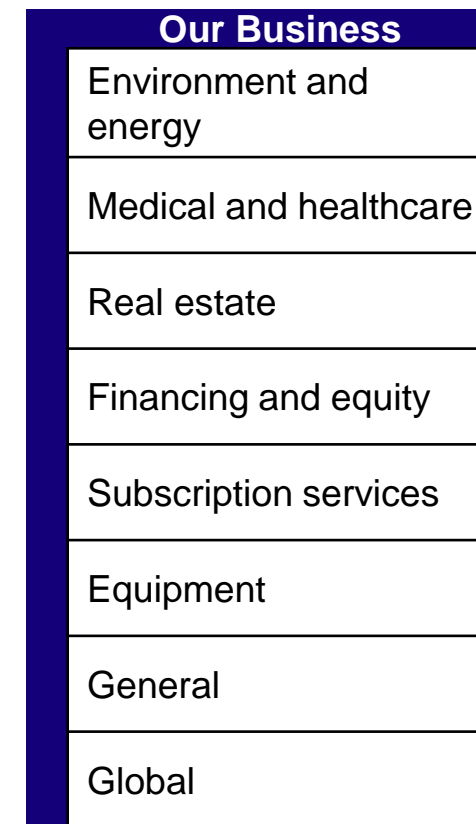 Our Business
Environment and
energy
Medical and healthcare
Real estate
Financing and equity
Subscription services
Equipment
General
Global